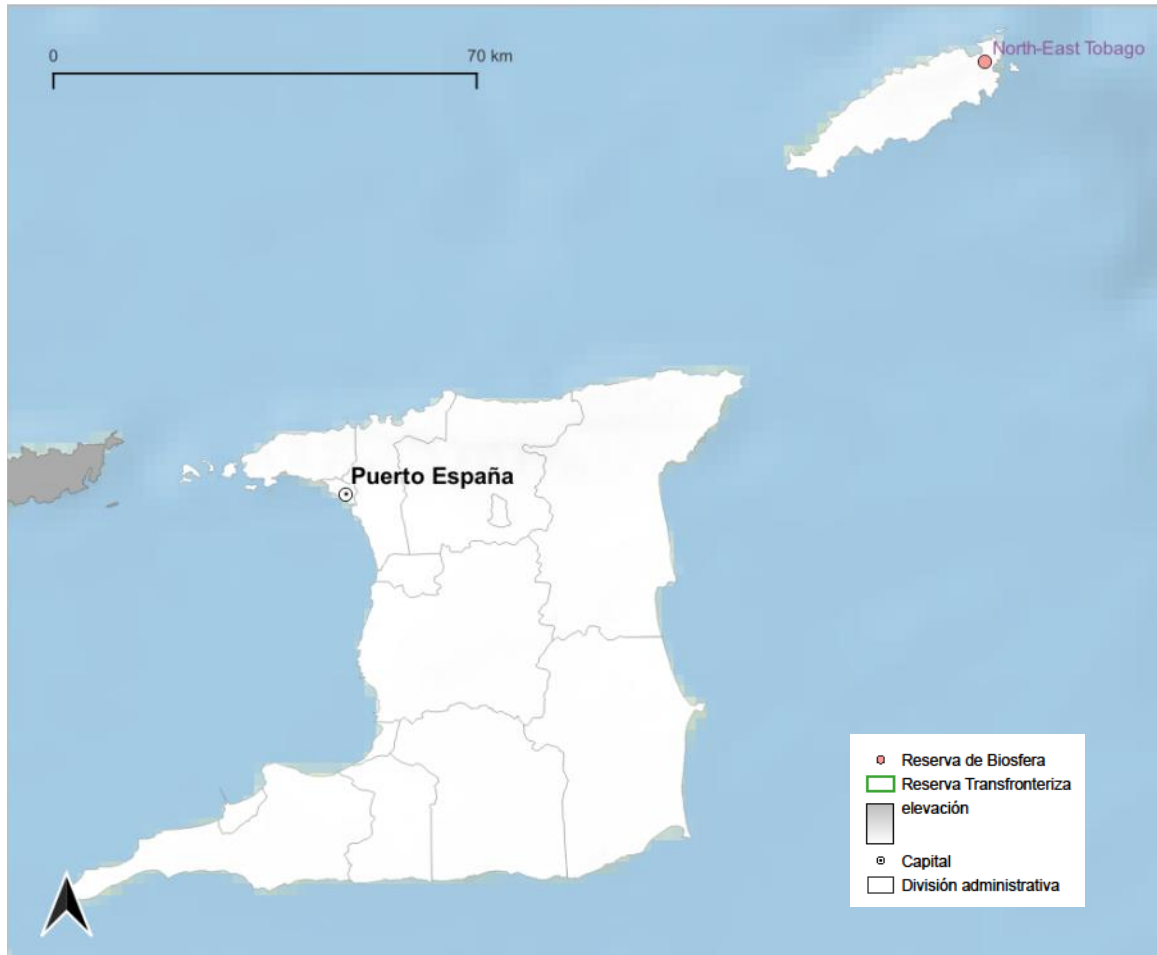 0
70 km
North-East Tobago
Puerto España
Reserva de Biosfera
Reserva Transfronteriza
elevación
Capital
División administrativa